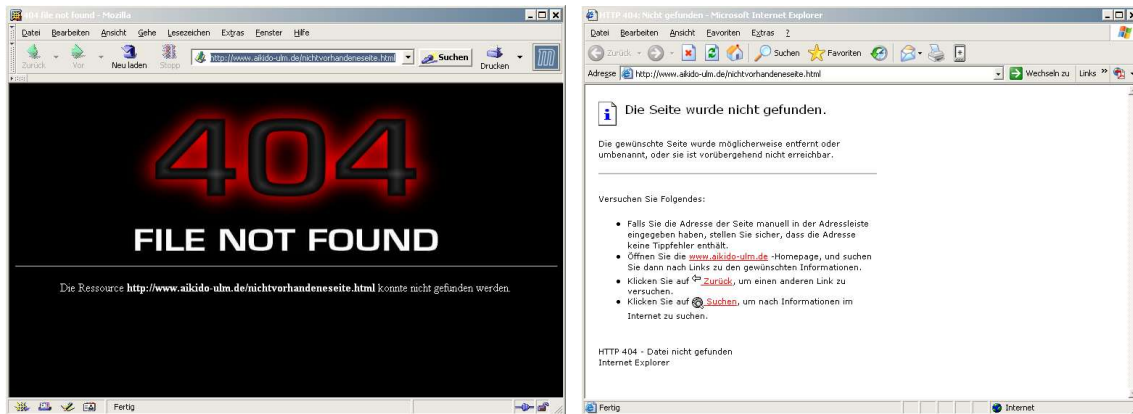 404 file not found - Mozilla
Datei Bearbeiten Ansicht Gehe Lesezeichen Extras Fenster Hilfe
Zurück Vor Neu laden Stopp http://www.aikido-ulm.de/nichtvorhandeneseite.html Suchen Drucken
404
FILE NOT FOUND
Die Ressource http://www.aikido-ulm.de/nichtvorhandeneseite.html konnte nicht gefunden werden.
Fertig
HTTP 404: Nicht gefunden - Microsoft Internet Explorer
Datei Bearbeiten Ansicht Favoriten Extras ?
Zurück Suchen Favoriten
Adresse http://www.aikido-ulm.de/nichtvorhandeneseite.html Wechseln zu Links »
Die Seite wurde nicht gefunden.
Die gewünschte Seite wurde möglicherweise entfernt oder
umbenannt, oder sie ist vorübergehend nicht erreichbar.
Versuchen Sie Folgendes:
• Falls Sie die Adresse der Seite manuell in der Adressleiste
eingegeben haben, stellen Sie sicher, dass die Adresse
keine Tippfehler enthält.
• Öffnen Sie die www.aikido-ulm.de -Homepage, und suchen
Sie dann nach Links zu den gewünschten Informationen.
• Klicken Sie auf Zurück, um einen anderen Link zu
versuchen.
• Klicken Sie auf Suchen, um nach Informationen im
Internet zu suchen.
HTTP 404 - Datei nicht gefunden
Internet Explorer
Fertig Internet